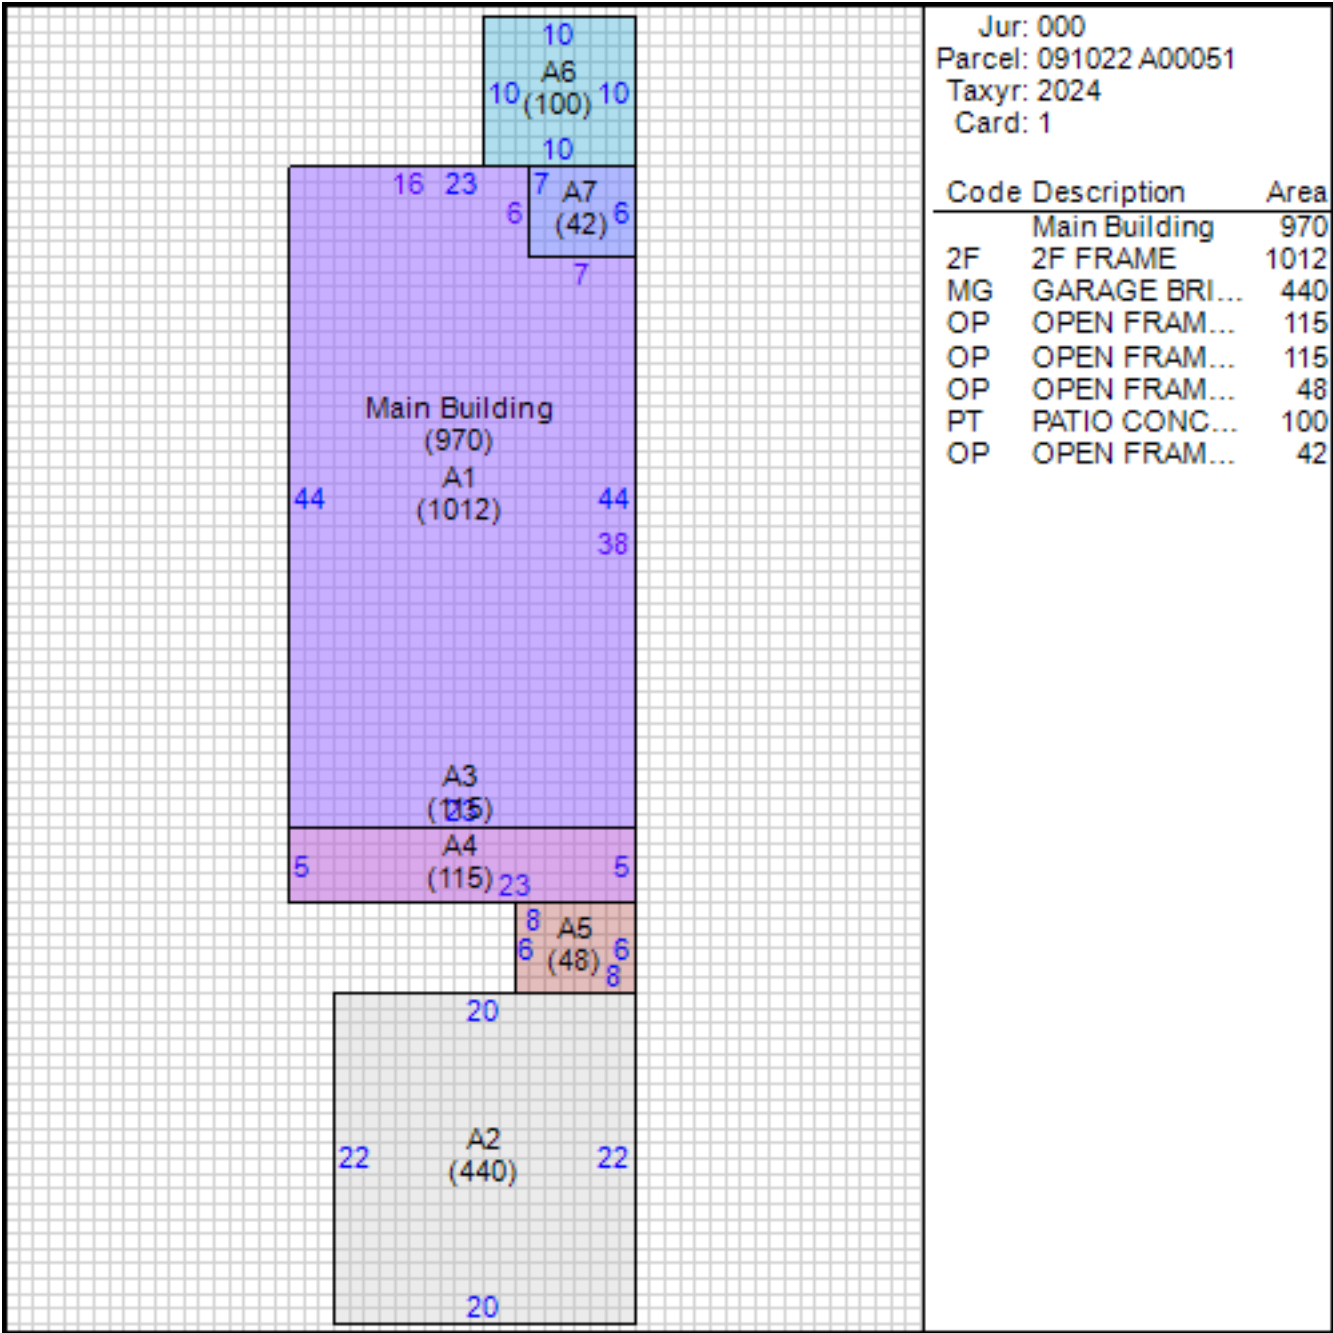 10
A6
10 (100) 10
10
16 23 7 A7
6 (42) 6
7
Main Building
(970)
A1
44 (1012) 44
38
A3
(115)
23
A4
5 (115) 23 5
8 A5
6 (48) 6
8
20
A2
22 (440) 22
20
Jur: 000
Parcel: 091022 A00051
Taxyr: 2024
Card: 1
Code Description Area
Main Building 970
2F 2F FRAME 1012
MG GARAGE BRI... 440
OP OPEN FRAM... 115
OP OPEN FRAM... 115
OP OPEN FRAM... 48
PT PATIO CONC... 100
OP OPEN FRAM... 42